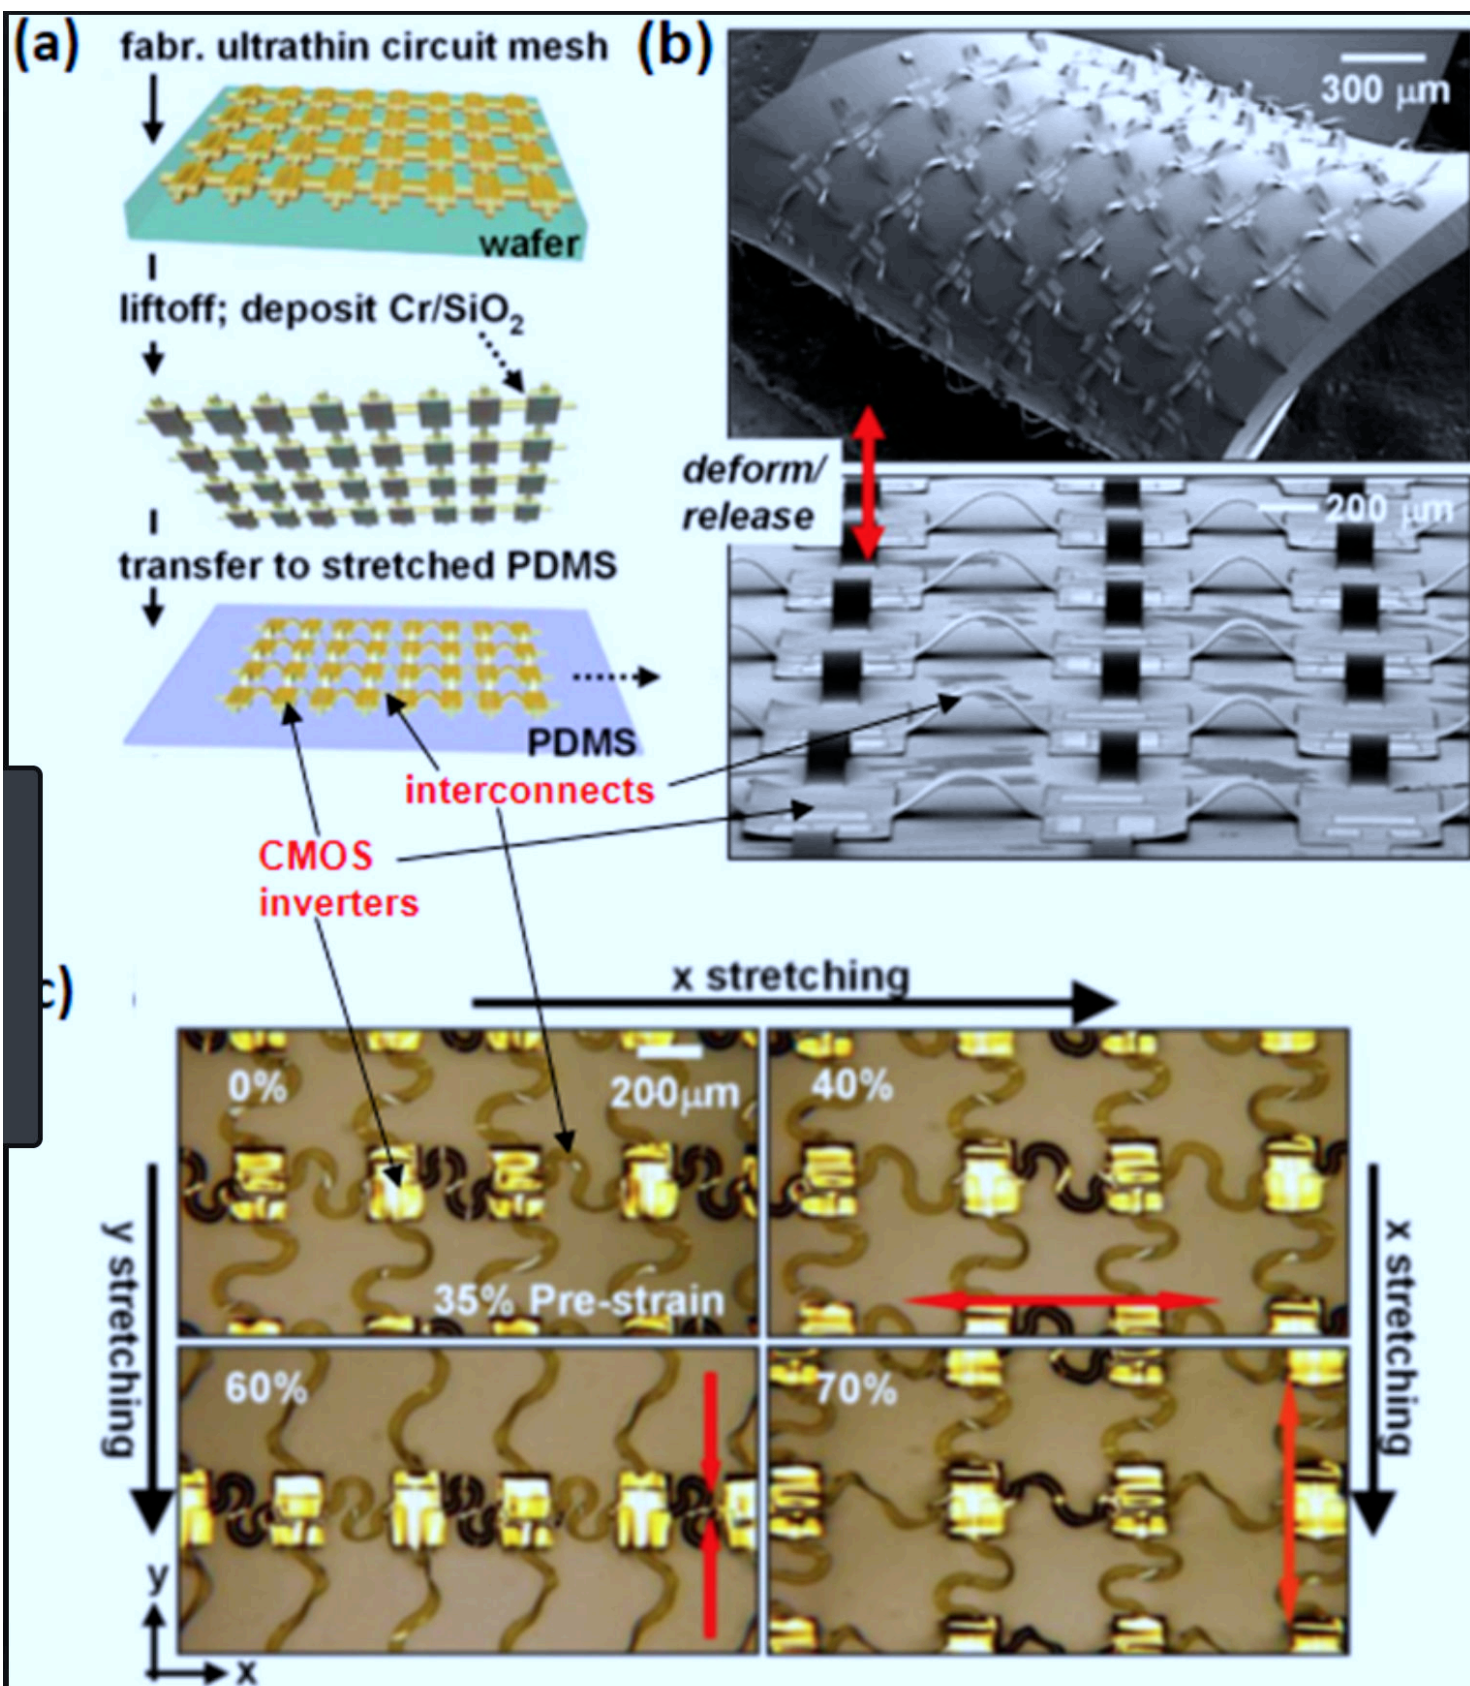 (a)
fabr. ultrathin circuit mesh
wafer
liftoff; deposit Cr/SiO2
transfer to stretched PDMS
PDMS
(b)
300 μm
deform/
release
200 μm
interconnects
CMOS
inverters
c)
x stretching
0%
200μm
35% Pre-strain
40%
y stretching
x stretching
60%
70%
y
x